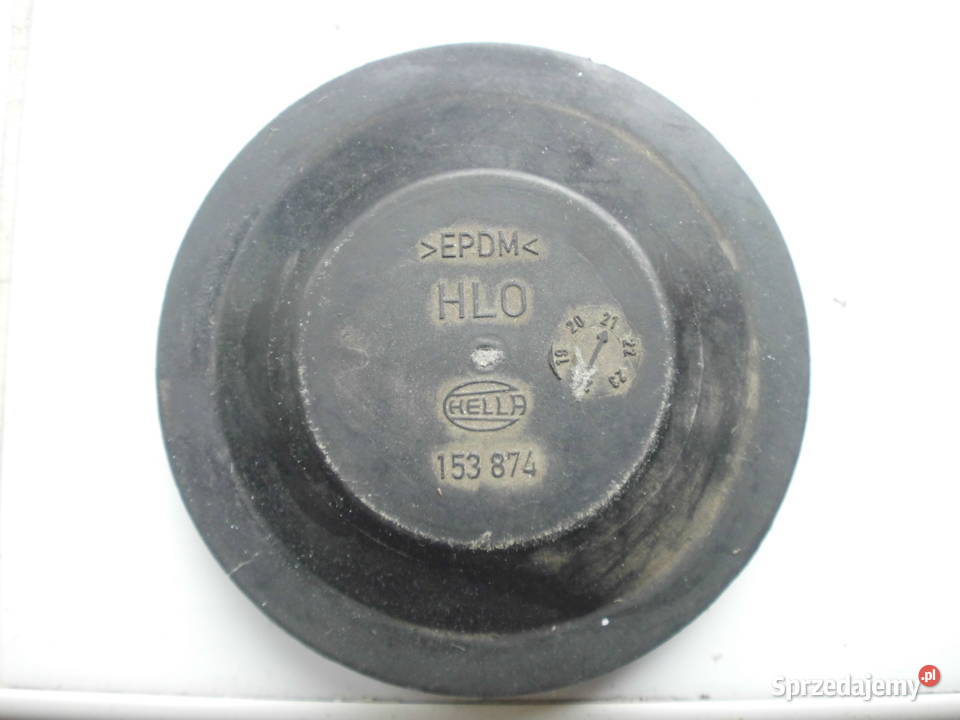 >EPDM<
HLO
19 20 21 22 23
HELLA
153 874
Sprzedajemy.pl